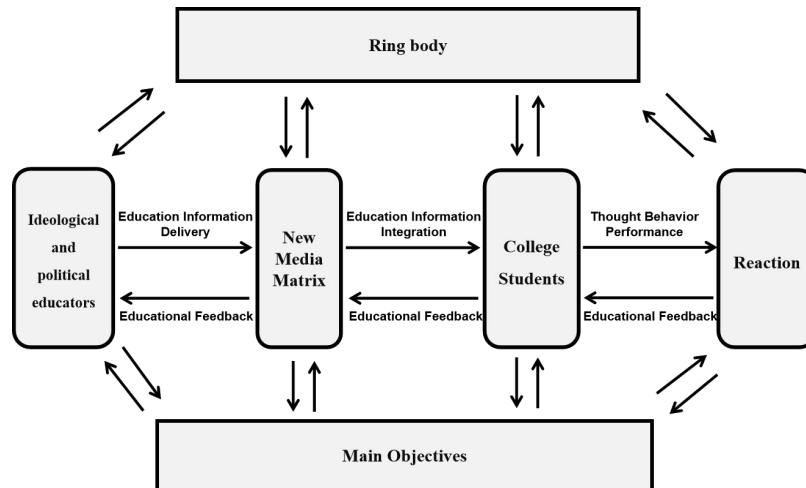 Ring body
Ideological
and
political
educators
Education Information
Delivery
Educational Feedback
New
Media
Matrix
Education Information
Integration
Educational Feedback
College
Students
Thought Behavior
Performance
Educational Feedback
Reaction
Main Objectives